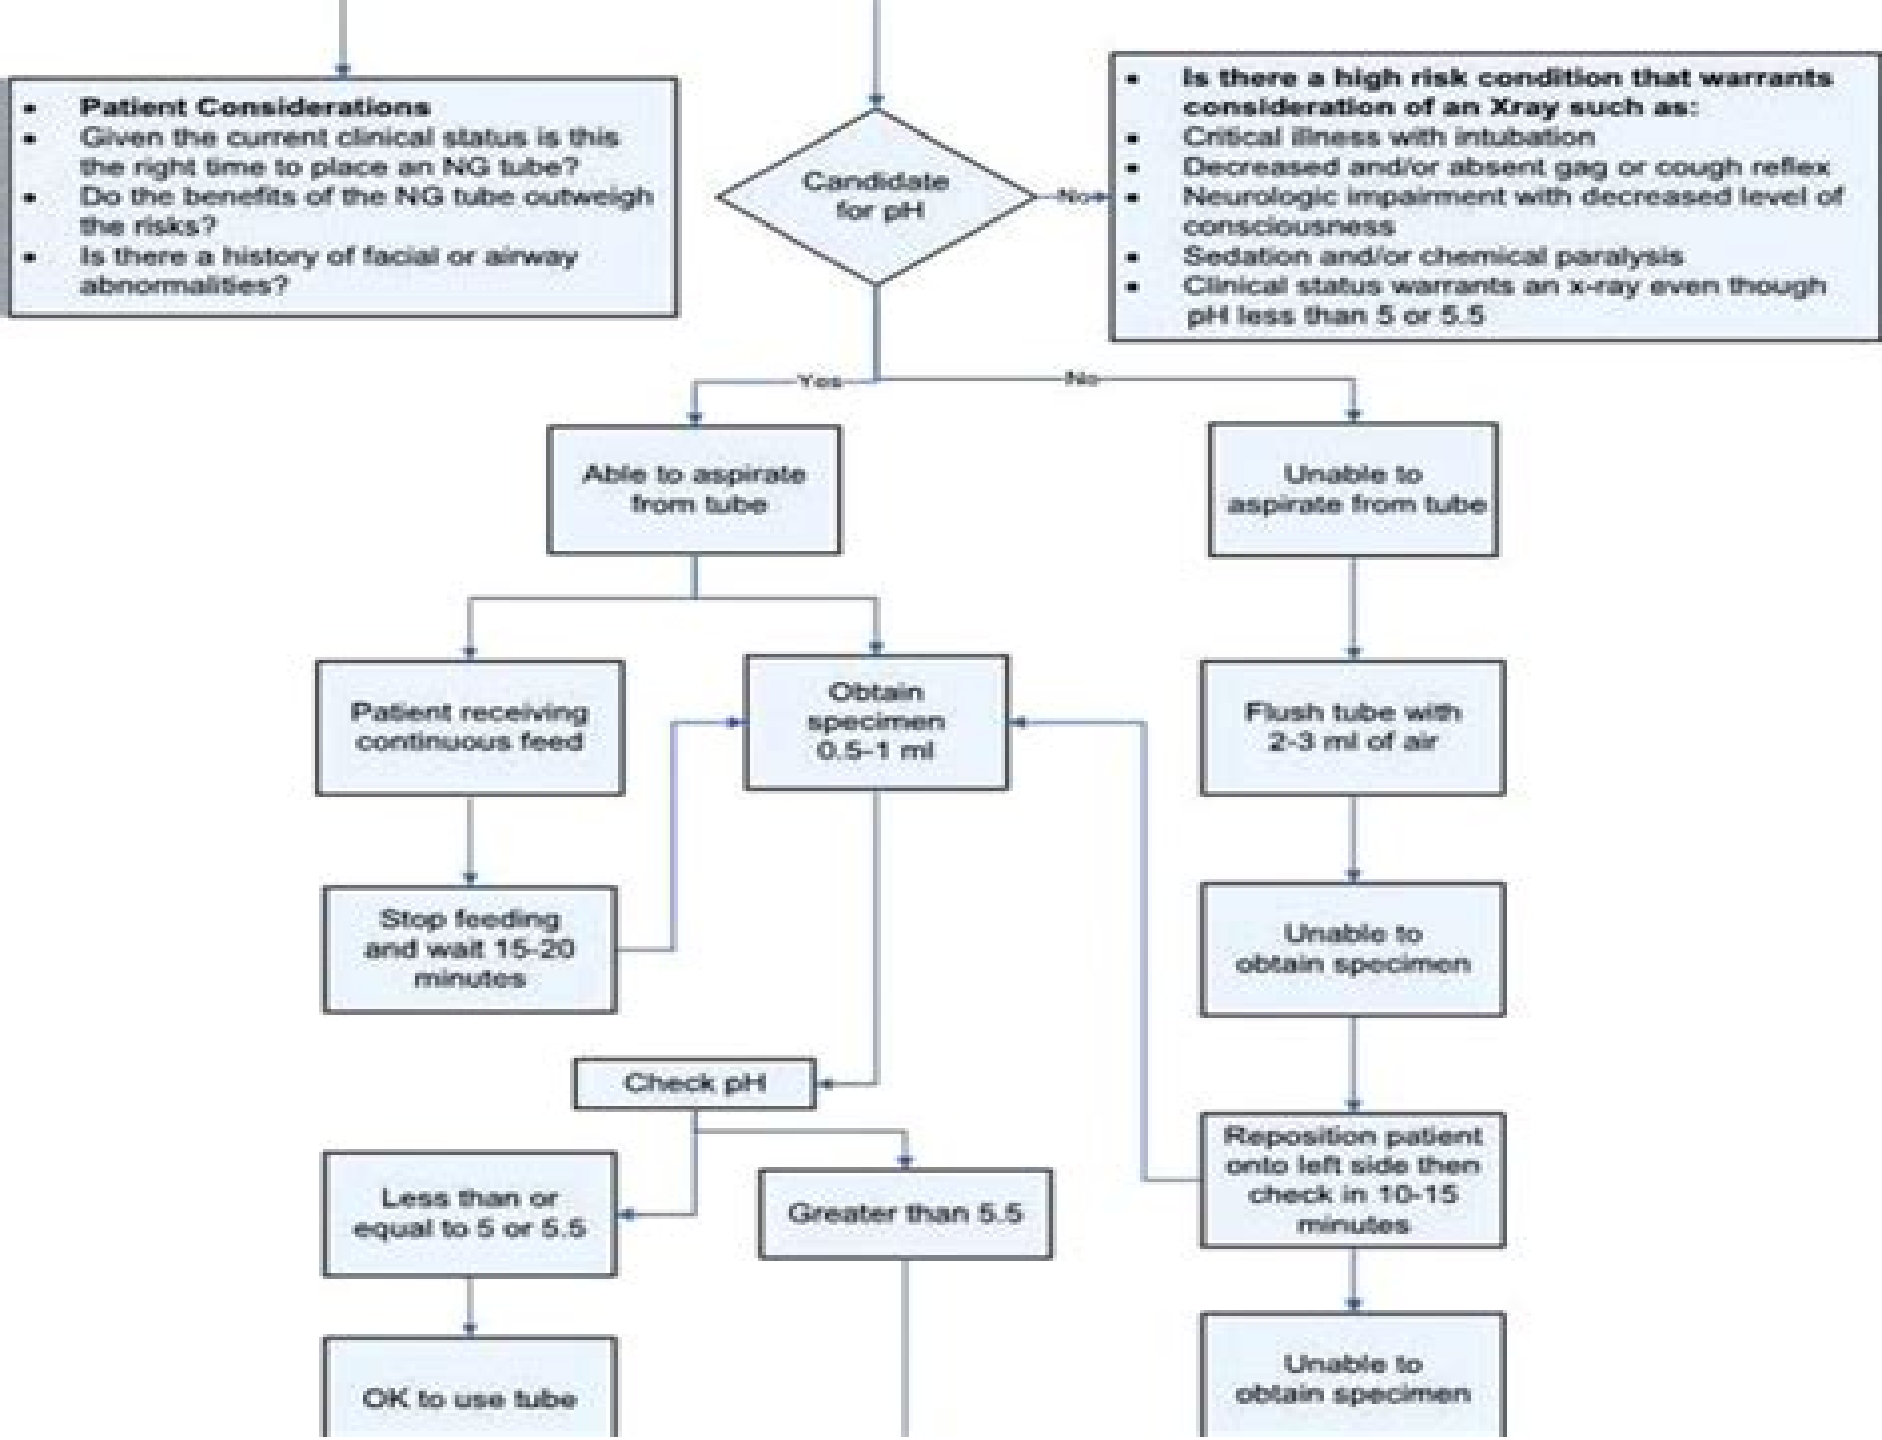 • Patient Considerations
• Given the current clinical status is this
the right time to place an NG tube?
• Do the benefits of the NG tube outweigh
the risks?
• Is there a history of facial or airway
abnormalities?
Candidate
for pH
No
• Is there a high risk condition that warrants
consideration of an Xray such as:
• Critical illness with intubation
• Decreased and/or absent gag or cough reflex
• Neurologic impairment with decreased level of
consciousness
• Sedation and/or chemical paralysis
• Clinical status warrants an x-ray even though
pH less than 5 or 5.5
Yes
No
Able to aspirate
from tube
Unable to
aspirate from tube
Patient receiving
continuous feed
Obtain
specimen
0.5-1 ml
Flush tube with
2-3 ml of air
Stop feeding
and wait 15-20
minutes
Unable to
obtain specimen
Check pH
Reposition patient
onto left side then
check in 10-15
minutes
Less than or
equal to 5 or 5.5
Greater than 5.5
OK to use tube
Unable to
obtain specimen